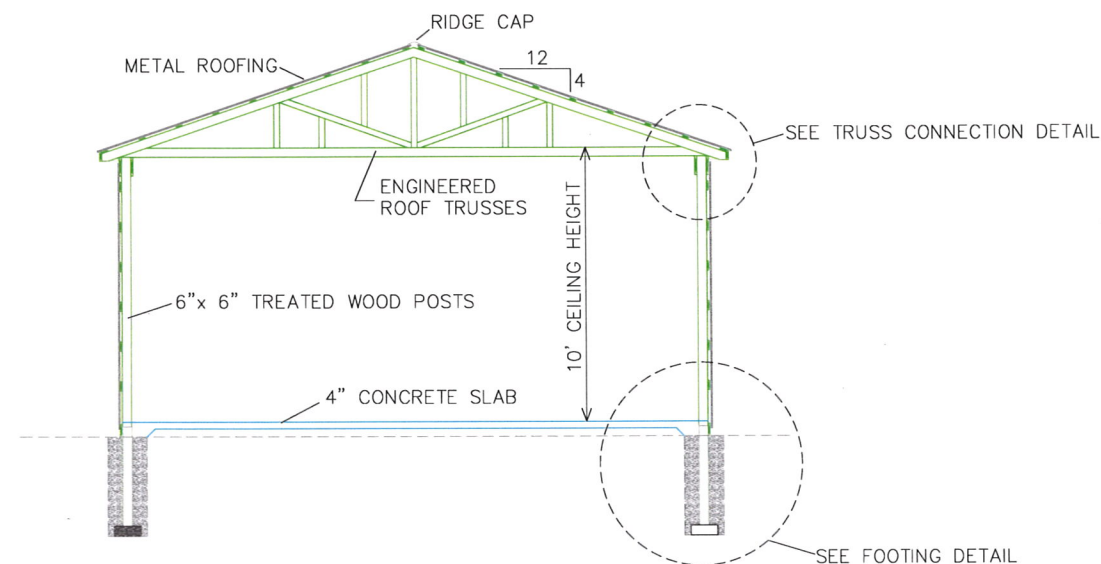 RIDGE CAP
METAL ROOFING
12
4
SEE TRUSS CONNECTION DETAIL
ENGINEERED
ROOF TRUSSES
10' CEILING HEIGHT
6"x 6" TREATED WOOD POSTS
4" CONCRETE SLAB
SEE FOOTING DETAIL